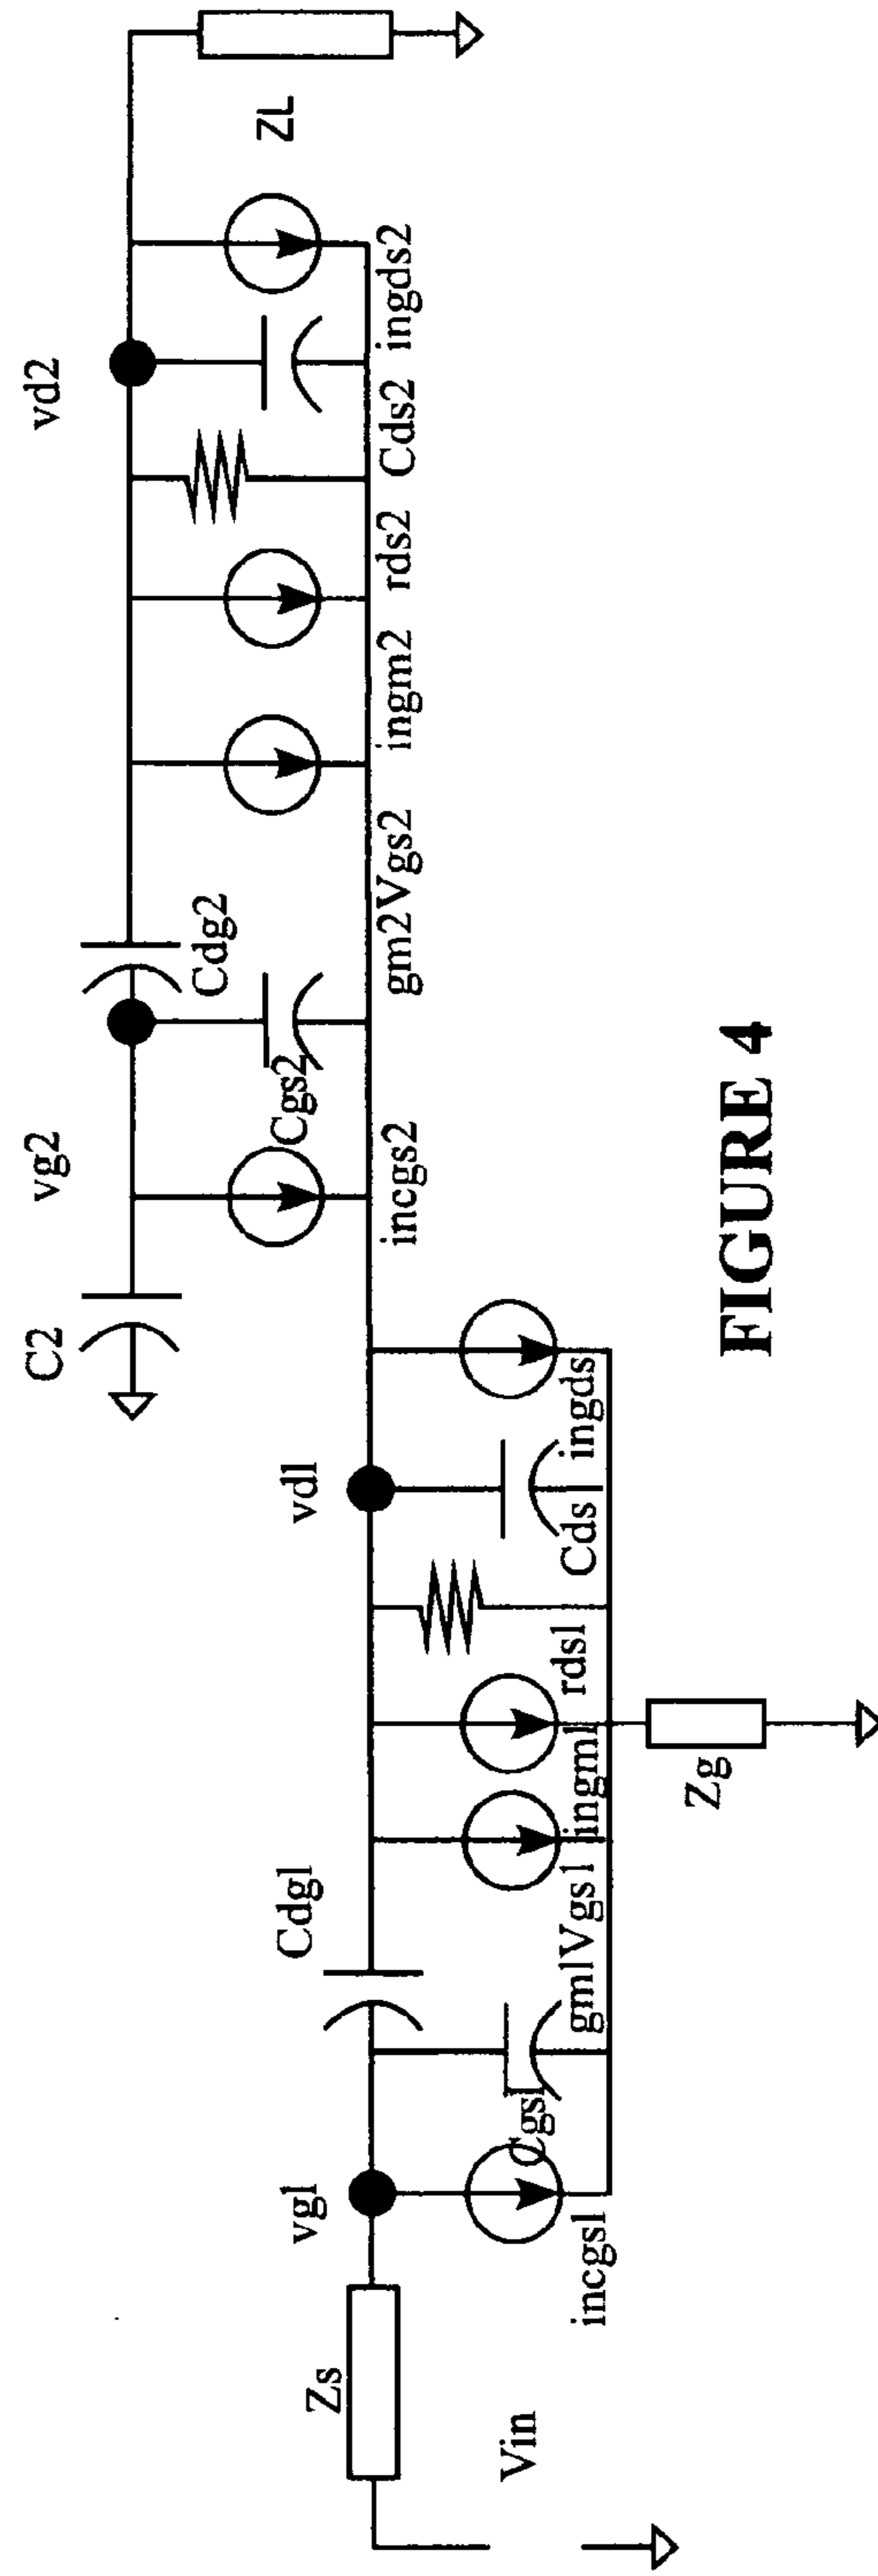 vd2
vg2
C2
Cdg2
ZL
Cgs2
incgs2
gm2Vgs2
ingm2
rds2
Cds2
ingds2
vd1
Cdg1
vg1
Zs
Vin
Cgs1
incgs1
gm1Vgs1
ingm1
rds1
Cds
ingds
Zg
FIGURE 4